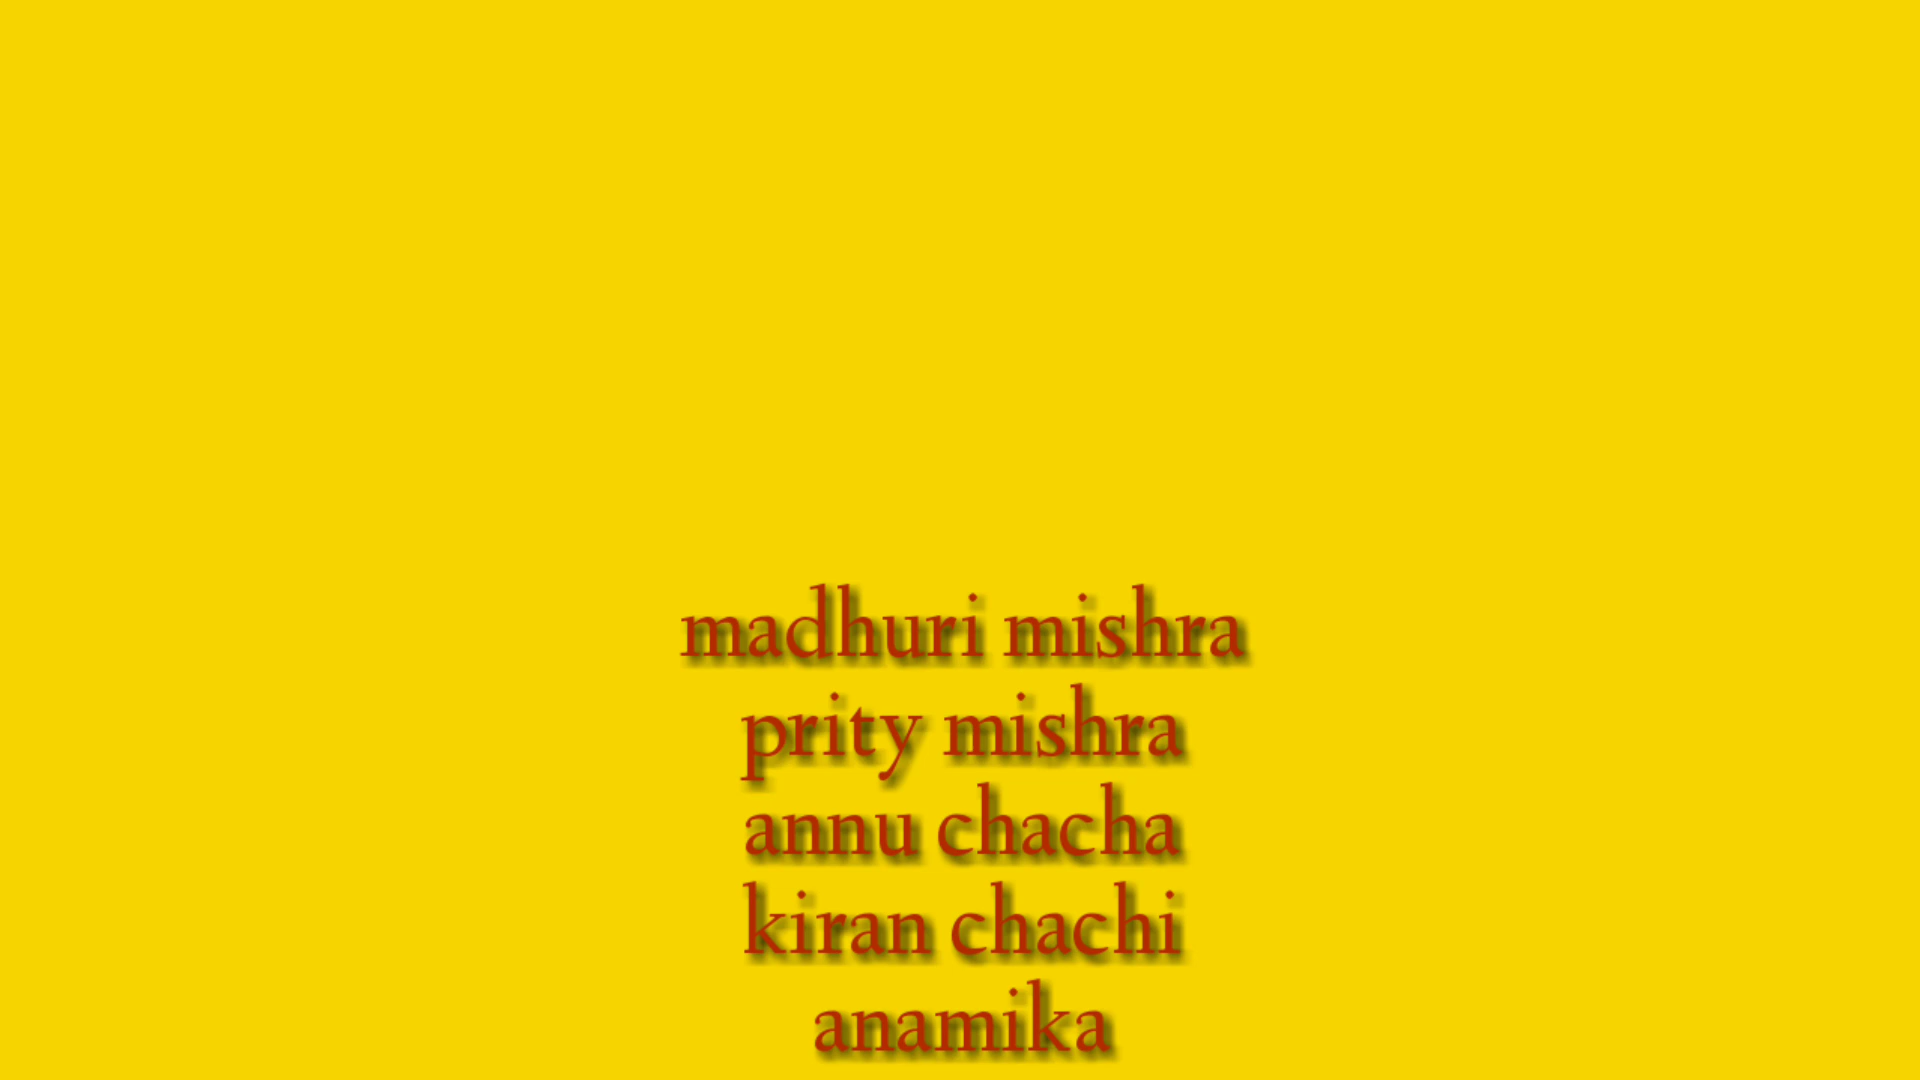 madhuri mishra
prity mishra
annu chacha
kiran chachi
anamika